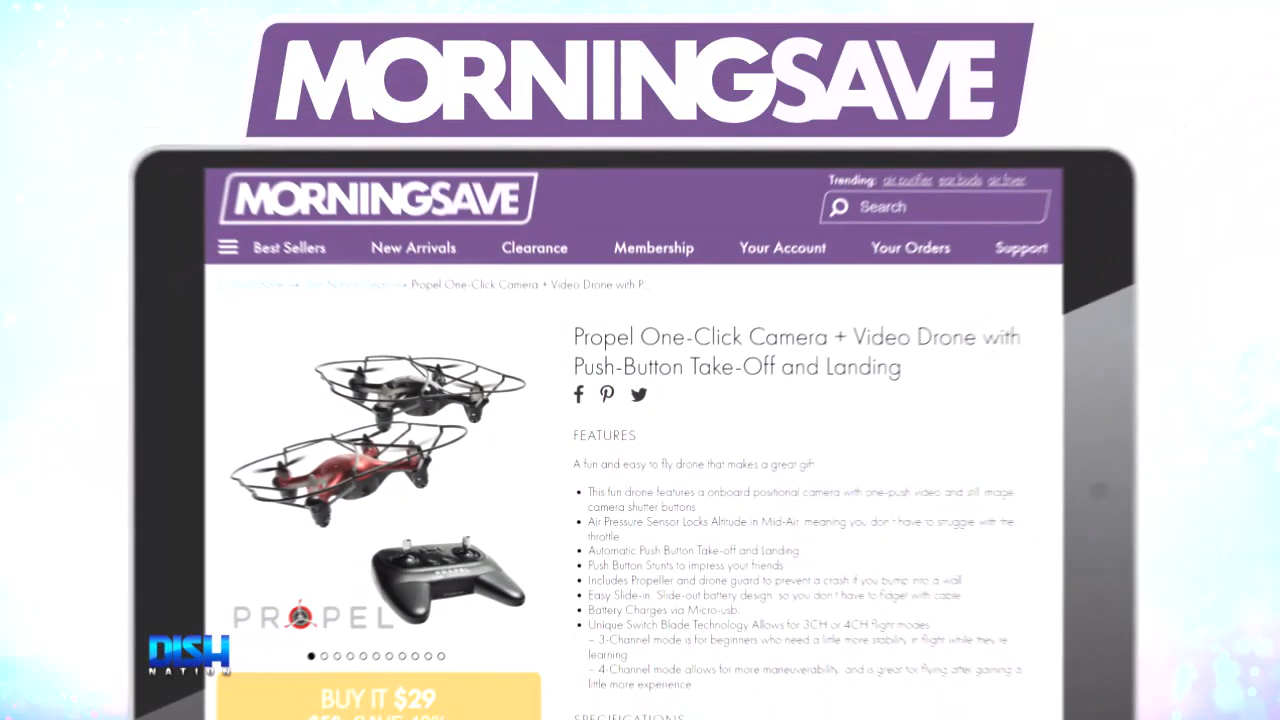 MORNINGSAVE
MORNINGSAVE
Trending: air purifier ear buds air fryer
Search
Best Sellers New Arrivals Clearance Membership Your Account Your Orders Support
→ → Propel One-Click Camera + Video Drone with P...
Propel One-Click Camera + Video Drone with
Push-Button Take-Off and Landing
FEATURES
A fun and easy to fly drone that makes a great gift
• This fun drone features a onboard positional camera with one-push video and still image
camera shutter buttons
• Air Pressure Sensor Locks Altitude in Mid-Air, meaning you don't have to struggle with the
throttle
• Automatic Push Button Take-off and Landing
• Push Button Stunts to impress your friends
• Includes Propeller and drone guard to prevent a crash if you bump into a wall
• Easy Slide-in, Slide-out battery design, so you don't have to fidget with cable
• Battery Charges via Micro-usb.
• Unique Switch Blade Technology Allows for 3CH or 4CH flight modes
– 3-Channel mode is for beginners who need a little more stability in flight while they're
learning
– 4-Channel mode allows for more maneuverability, and is great for flying after gaining a
little more experience
SPECIFICATIONS
PROPEL
PROPEL
DISH
NATION
BUY IT $29